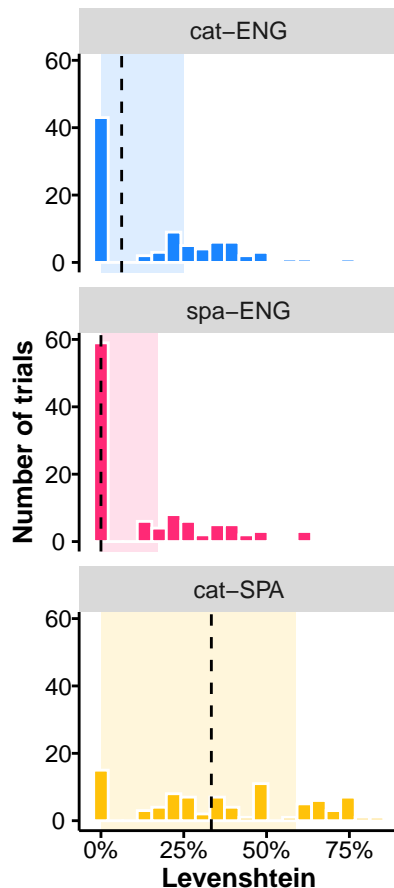 cat−ENG
60
40
20
0
spa−ENG
60
40
20
0
Number of trials
cat−SPA
60
40
20
0
0% 25% 50% 75%
Levenshtein